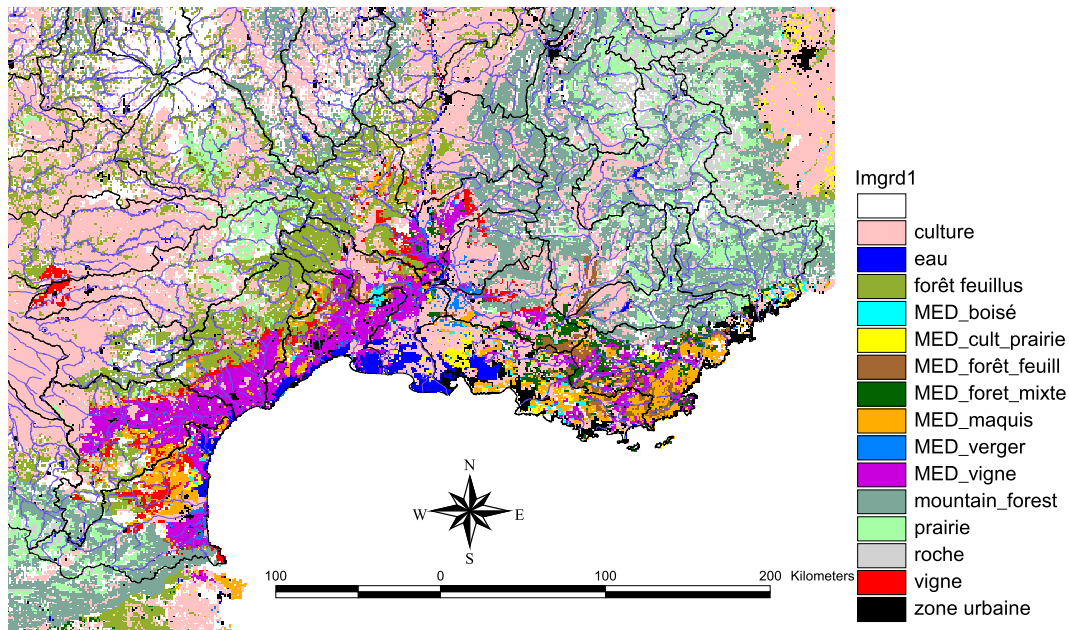 lmgrd1
culture
eau
forêt feuillus
MED_boisé
MED_cult_prairie
MED_forêt_feuill
MED_foret_mixte
MED_maquis
MED_verger
MED_vigne
mountain_forest
prairie
roche
vigne
zone urbaine
N
W E
S
100 0 100 200 Kilometers